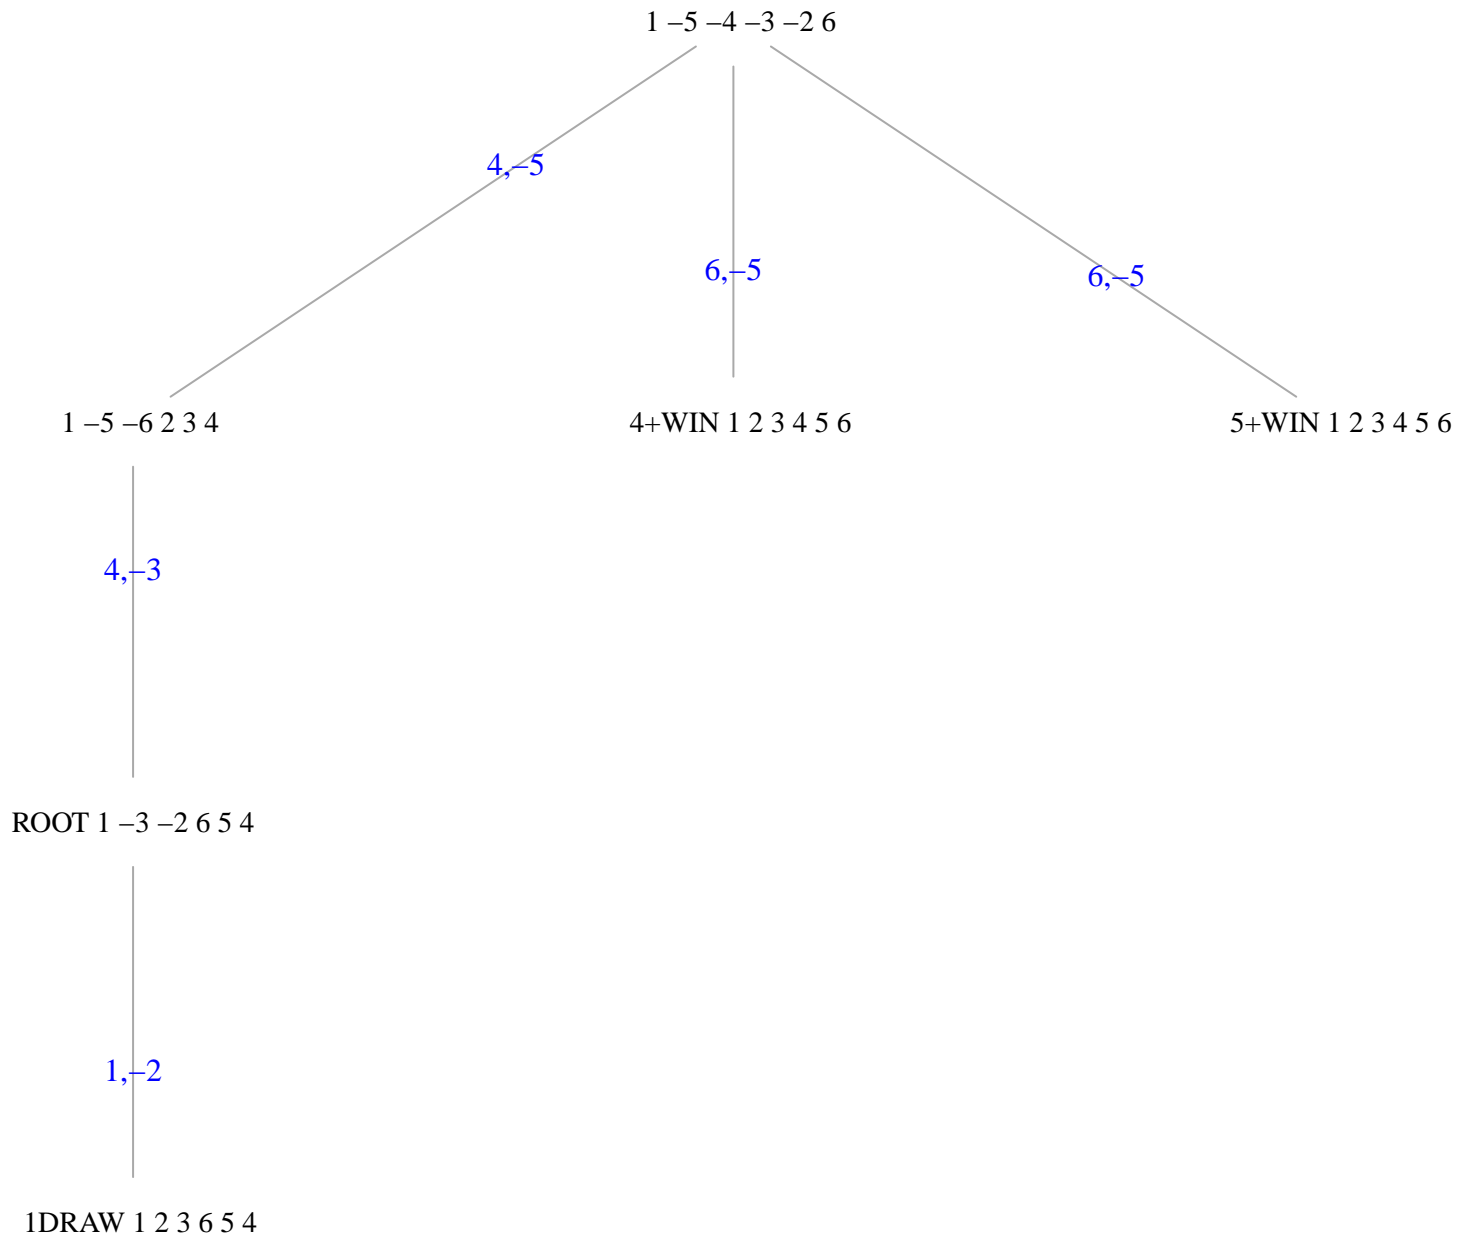 1 –5 –4 –3 –2 6
4,–5
6,–5
6,–5
1 –5 –6 2 3 4
4+WIN 1 2 3 4 5 6
5+WIN 1 2 3 4 5 6
4,–3
ROOT 1 –3 –2 6 5 4
1,–2
1DRAW 1 2 3 6 5 4